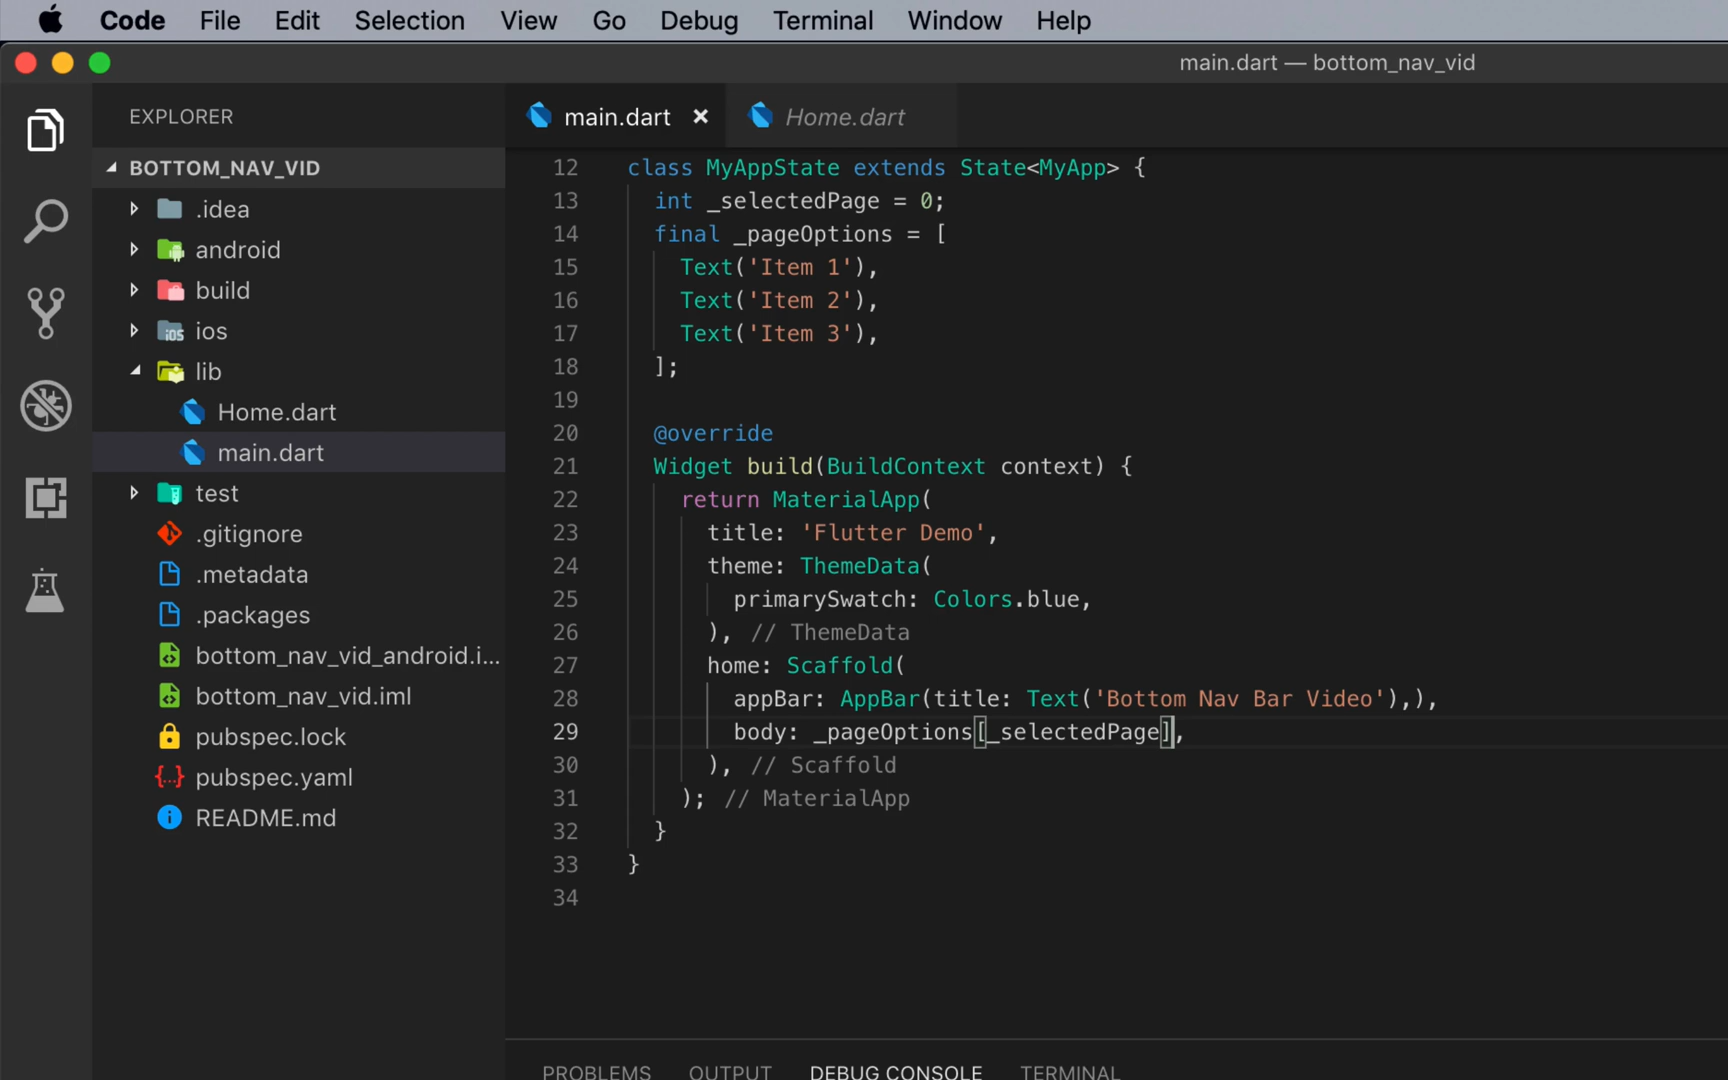 Code File Edit Selection View Go Debug Terminal Window Help
main.dart — bottom_nav_vid
EXPLORER
BOTTOM_NAV_VID
.idea
android
build
ios
lib
Home.dart
main.dart
test
.gitignore
.metadata
.packages
bottom_nav_vid_android.i...
bottom_nav_vid.iml
pubspec.lock
pubspec.yaml
README.md
main.dart × Home.dart
12 class MyAppState extends State<MyApp> {
13 int _selectedPage = 0;
14 final _pageOptions = [
15 Text('Item 1'),
16 Text('Item 2'),
17 Text('Item 3'),
18 ];
19
20 @override
21 Widget build(BuildContext context) {
22 return MaterialApp(
23 title: 'Flutter Demo',
24 theme: ThemeData(
25 primarySwatch: Colors.blue,
26 ), // ThemeData
27 home: Scaffold(
28 appBar: AppBar(title: Text('Bottom Nav Bar Video'),),
29 body: _pageOptions[_selectedPage],
30 ), // Scaffold
31 ); // MaterialApp
32 }
33 }
34
PROBLEMS OUTPUT DEBUG CONSOLE TERMINAL